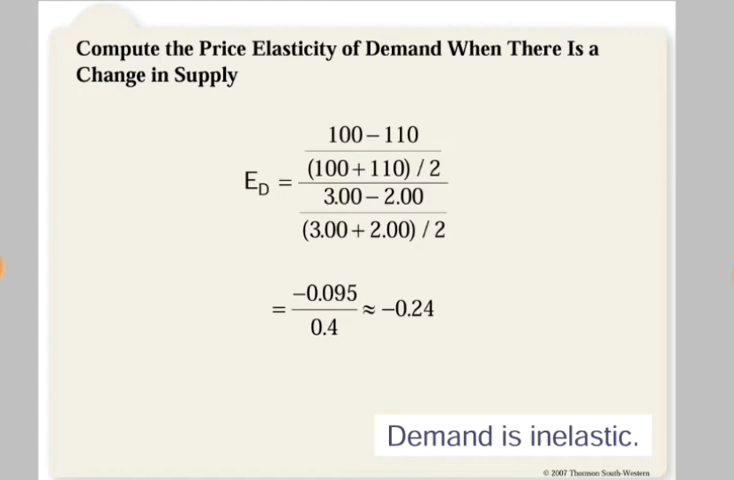 Compute the Price Elasticity of Demand When There Is a
Change in Supply
100 – 110
(100 + 110) / 2
E_D =
3.00 – 2.00
(3.00 + 2.00) / 2
= –0.095 / 0.4 ≈ –0.24
Demand is inelastic.
© 2007 Thomson South-Western